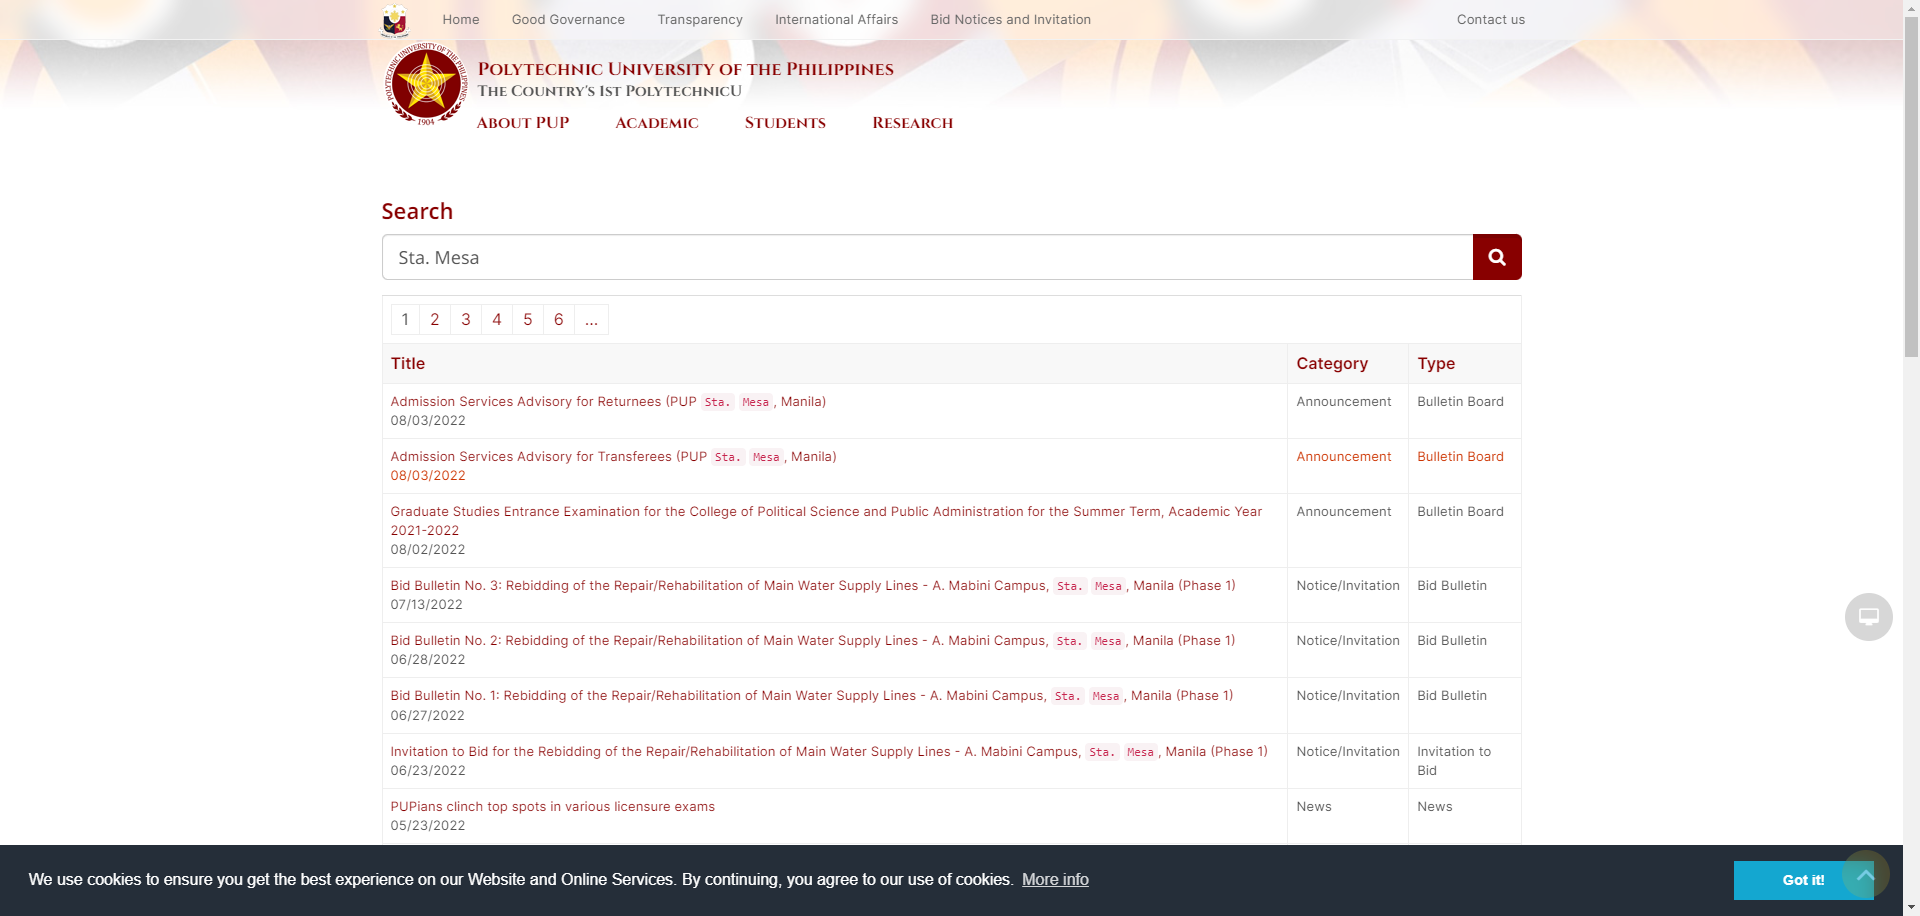 Home Good Governance Transparency International Affairs Bid Notices and Invitation Contact us
POLYTECHNIC UNIVERSITY OF THE PHILIPPINES
1904
Polytechnic University of the Philippines
The Country's 1st PolytechnicU
About PUP Academic Students Research
Search
Sta. Mesa
1 2 3 4 5 6 ...
Title Category Type
Admission Services Advisory for Returnees (PUP Sta. Mesa, Manila) Announcement Bulletin Board
08/03/2022
Admission Services Advisory for Transferees (PUP Sta. Mesa, Manila) Announcement Bulletin Board
08/03/2022
Graduate Studies Entrance Examination for the College of Political Science and Public Administration for the Summer Term, Academic Year Announcement Bulletin Board
2021-2022
08/02/2022
Bid Bulletin No. 3: Rebidding of the Repair/Rehabilitation of Main Water Supply Lines - A. Mabini Campus, Sta. Mesa, Manila (Phase 1) Notice/Invitation Bid Bulletin
07/13/2022
Bid Bulletin No. 2: Rebidding of the Repair/Rehabilitation of Main Water Supply Lines - A. Mabini Campus, Sta. Mesa, Manila (Phase 1) Notice/Invitation Bid Bulletin
06/28/2022
Bid Bulletin No. 1: Rebidding of the Repair/Rehabilitation of Main Water Supply Lines - A. Mabini Campus, Sta. Mesa, Manila (Phase 1) Notice/Invitation Bid Bulletin
06/27/2022
Invitation to Bid for the Rebidding of the Repair/Rehabilitation of Main Water Supply Lines - A. Mabini Campus, Sta. Mesa, Manila (Phase 1) Notice/Invitation Invitation to
06/23/2022 Bid
PUPians clinch top spots in various licensure exams News News
05/23/2022
We use cookies to ensure you get the best experience on our Website and Online Services. By continuing, you agree to our use of cookies. More info Got it!